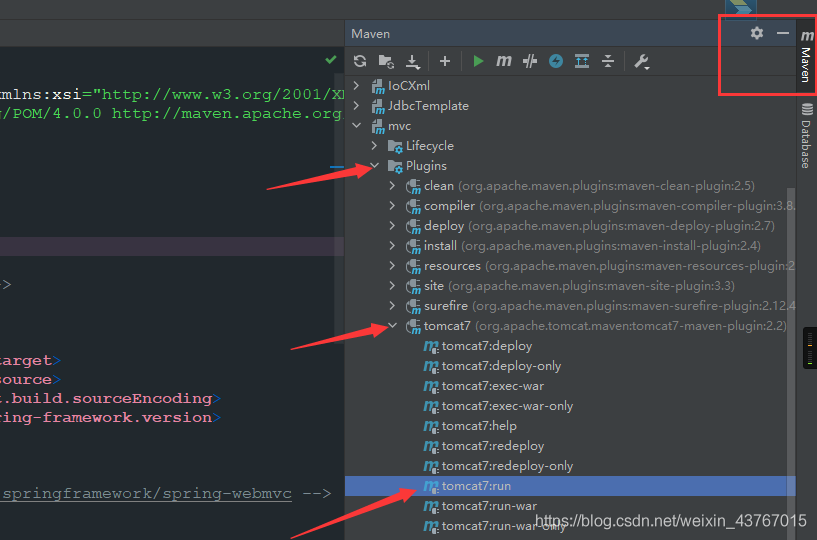 Maven
Maven
Database
IoCXml
JdbcTemplate
mvc
Lifecycle
Plugins
clean (org.apache.maven.plugins:maven-clean-plugin:2.5)
compiler (org.apache.maven.plugins:maven-compiler-plugin:3.8.
deploy (org.apache.maven.plugins:maven-deploy-plugin:2.7)
install (org.apache.maven.plugins:maven-install-plugin:2.4)
resources (org.apache.maven.plugins:maven-resources-plugin:2
site (org.apache.maven.plugins:maven-site-plugin:3.3)
surefire (org.apache.maven.plugins:maven-surefire-plugin:2.12.4
tomcat7 (org.apache.tomcat.maven:tomcat7-maven-plugin:2.2)
tomcat7:deploy
tomcat7:deploy-only
tomcat7:exec-war
tomcat7:exec-war-only
tomcat7:help
tomcat7:redeploy
tomcat7:redeploy-only
tomcat7:run
tomcat7:run-war
tomcat7:run-war-only
xmlns:xsi="http://www.w3.org/2001/XM
g/POM/4.0.0 http://maven.apache.org/
>
target>
source>
t.build.sourceEncoding>
ring-framework.version>
springframework/spring-webmvc -->
https://blog.csdn.net/weixin_43767015